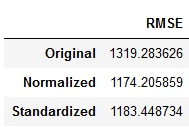 RMSE
Original 1319.283626
Normalized 1174.205859
Standardized 1183.448734